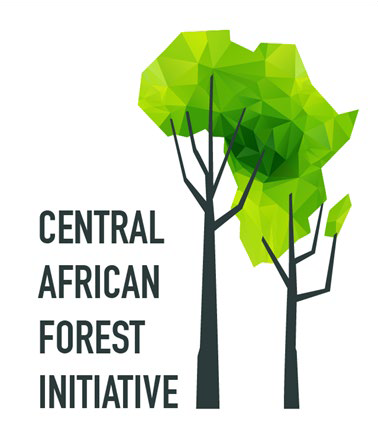 CENTRAL
AFRICAN
FOREST
INITIATIVE